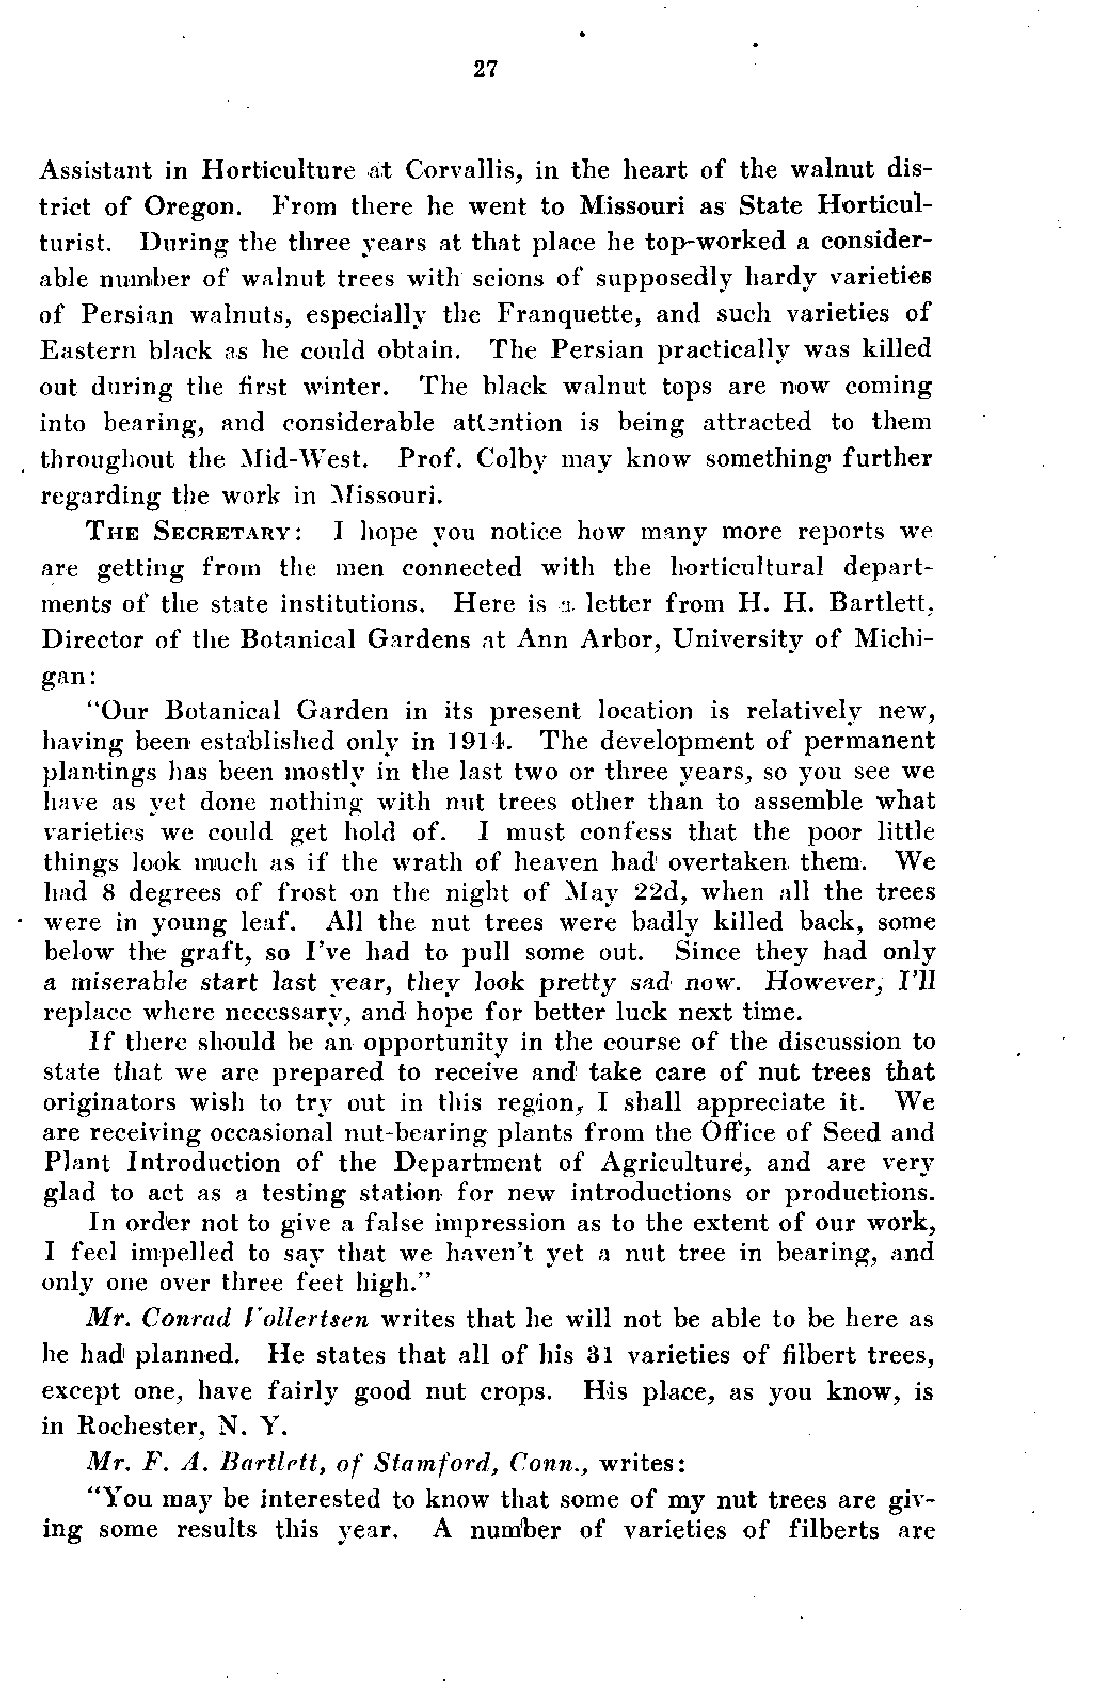 27
Assistant in Horticulture at Corvallis, in the heart of the walnut dis-
trict of Oregon. From there he went to Missouri as State Horticul-
turist. During the three years at that place he top-worked a consider-
able number of walnut trees with scions of supposedly hardy varieties
of Persian walnuts, especially the Franquette, and such varieties of
Eastern black as he could obtain. The Persian practically was killed
out during the first winter. The black walnut tops are now coming
into bearing, and considerable attention is being attracted to them
throughout the Mid-West. Prof. Colby may know something further
regarding the work in Missouri.
THE SECRETARY: I hope you notice how many more reports we
are getting from the men connected with the horticultural depart-
ments of the state institutions. Here is a letter from H. H. Bartlett,
Director of the Botanical Gardens at Ann Arbor, University of Michi-
gan:
"Our Botanical Garden in its present location is relatively new,
having been established only in 1914. The development of permanent
plantings has been mostly in the last two or three years, so you see we
have as yet done nothing with nut trees other than to assemble what
varieties we could get hold of. I must confess that the poor little
things look much as if the wrath of heaven had overtaken them. We
had 8 degrees of frost on the night of May 22d, when all the trees
were in young leaf. All the nut trees were badly killed back, some
below the graft, so I've had to pull some out. Since they had only
a miserable start last year, they look pretty sad now. However, I'll
replace where necessary, and hope for better luck next time.
If there should be an opportunity in the course of the discussion to
state that we are prepared to receive and take care of nut trees that
originators wish to try out in this region, I shall appreciate it. We
are receiving occasional nut-bearing plants from the Office of Seed and
Plant Introduction of the Department of Agriculture, and are very
glad to act as a testing station for new introductions or productions.
In order not to give a false impression as to the extent of our work,
I feel impelled to say that we haven't yet a nut tree in bearing, and
only one over three feet high."
Mr. Conrad Vollertsen writes that he will not be able to be here as
he had planned. He states that all of his 31 varieties of filbert trees,
except one, have fairly good nut crops. His place, as you know, is
in Rochester, N. Y.
Mr. F. A. Bartlett, of Stamford, Conn., writes:
"You may be interested to know that some of my nut trees are giv-
ing some results this year. A number of varieties of filberts are